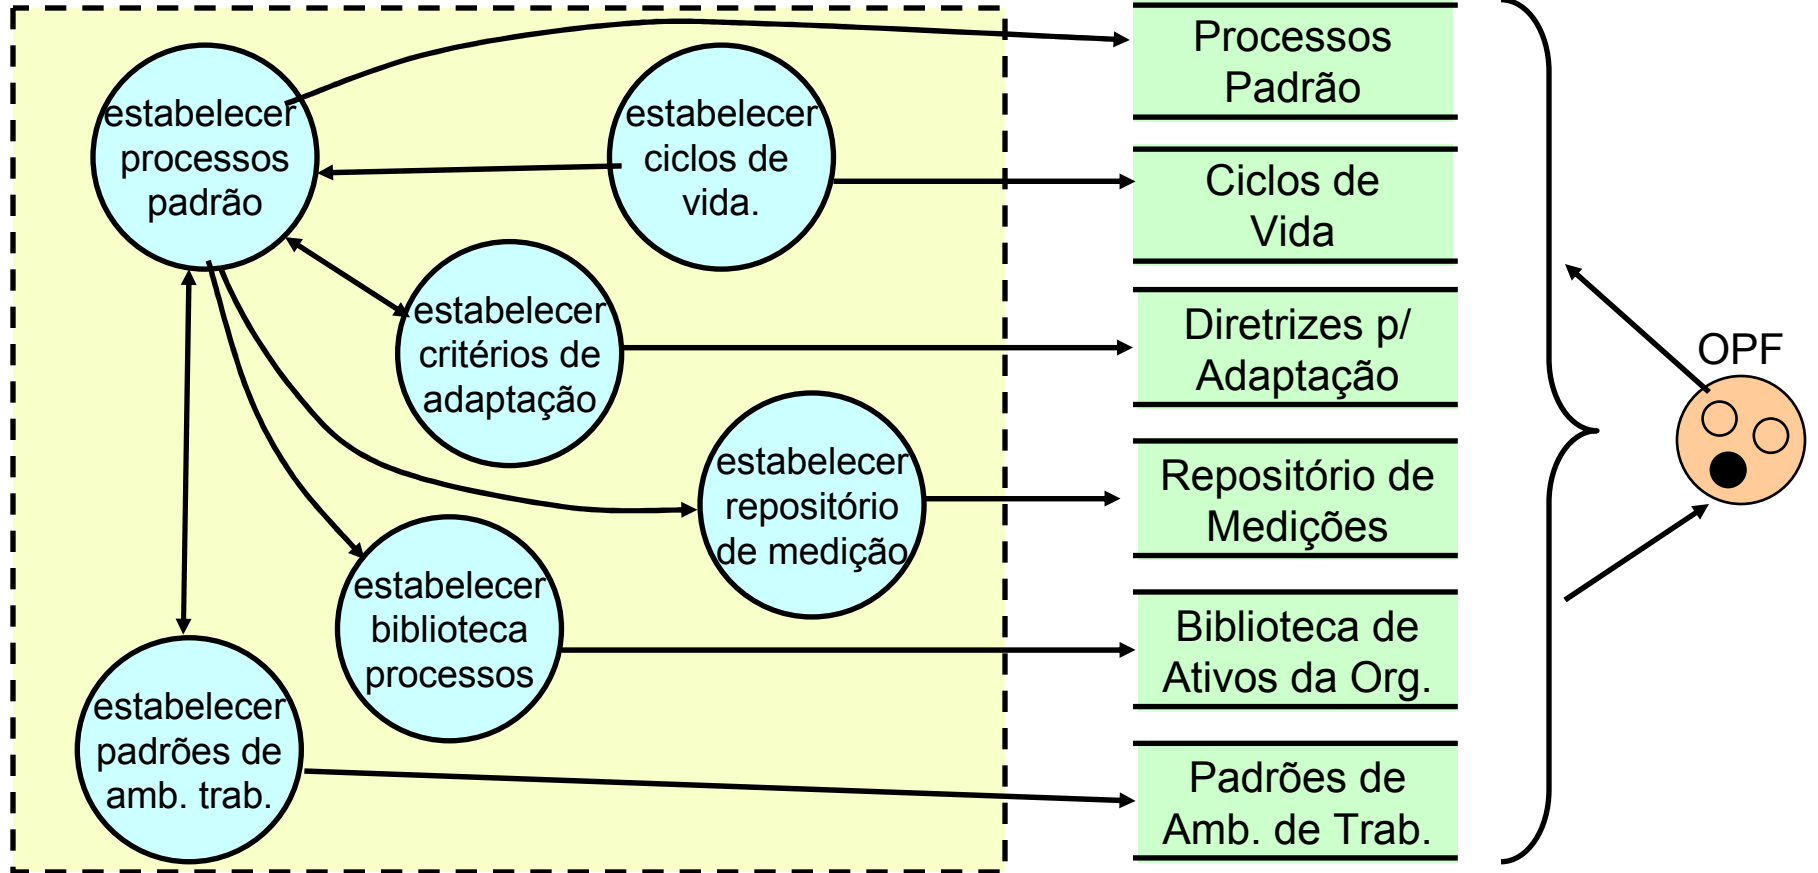 estabelecer
processos
padrão
estabelecer
ciclos de
vida.
estabelecer
critérios de
adaptação
estabelecer
repositório
de medição
estabelecer
biblioteca
processos
estabelecer
padrões de
amb. trab.
Processos
Padrão
Ciclos de
Vida
Diretrizes p/
Adaptação
Repositório de
Medições
Biblioteca de
Ativos da Org.
Padrões de
Amb. de Trab.
OPF